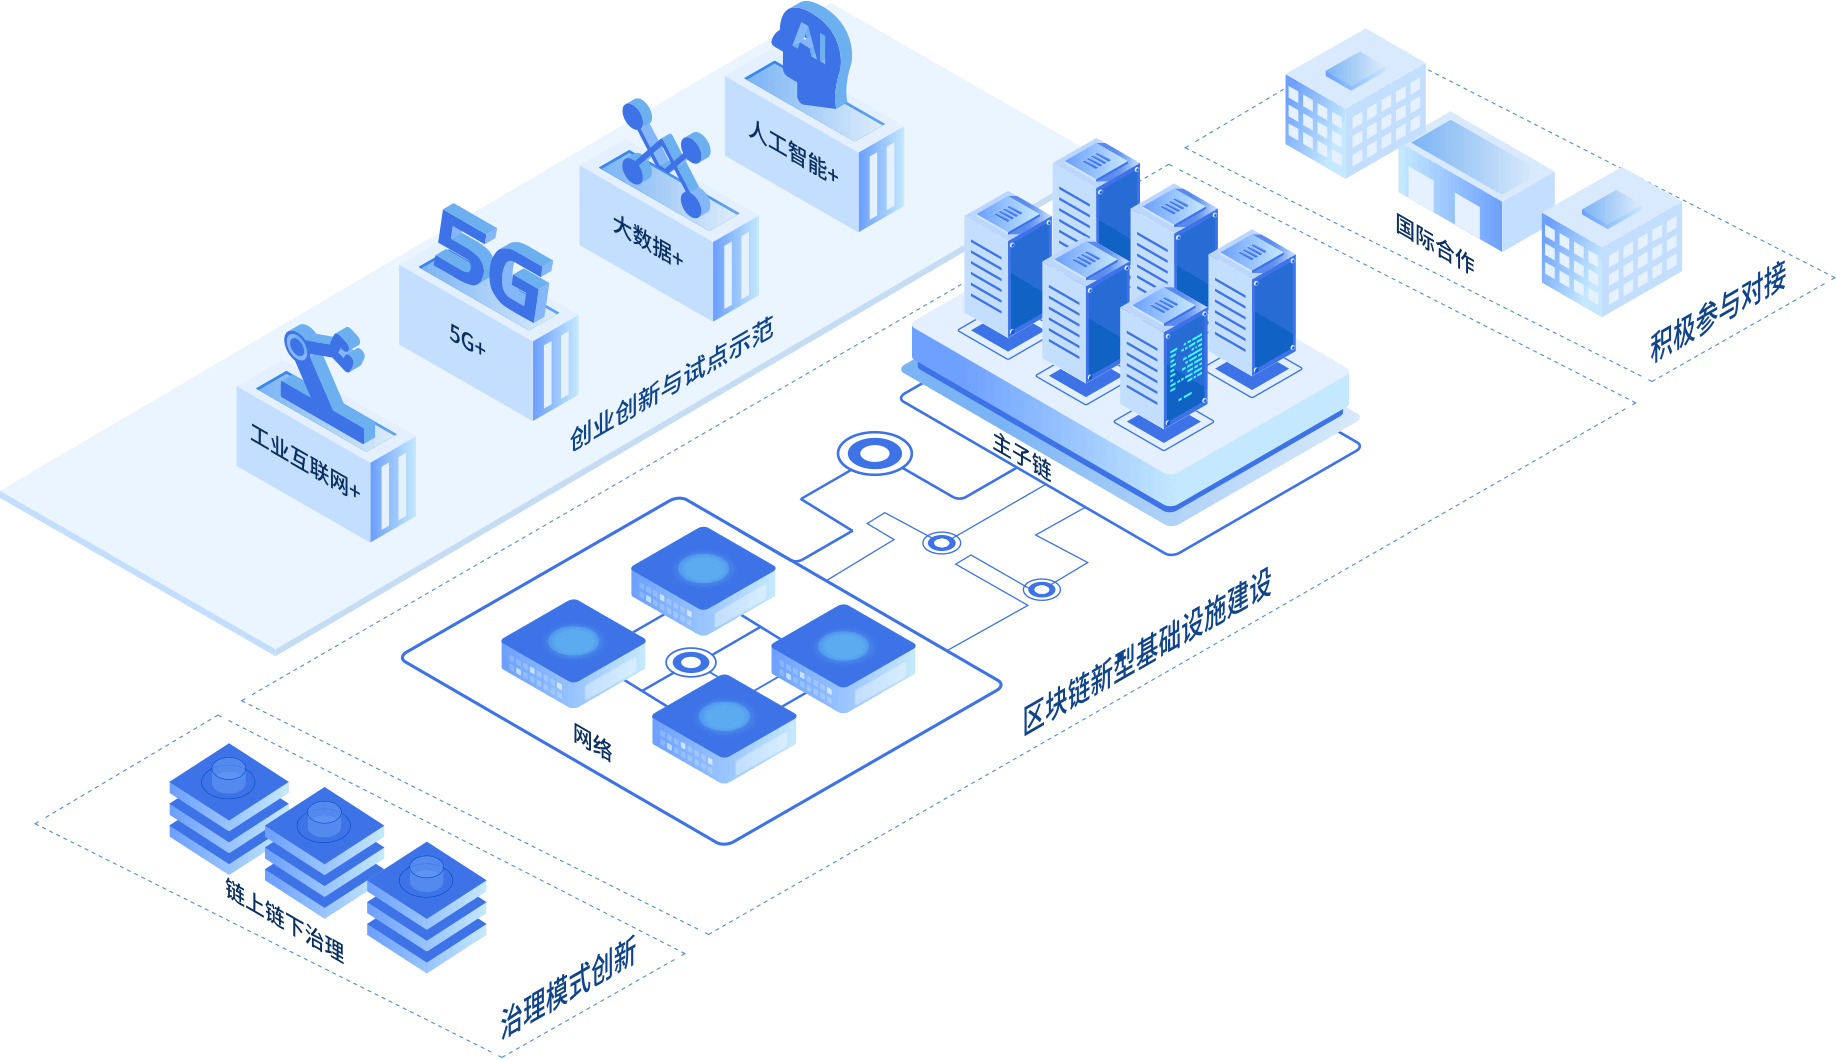 AI
人工智能+
大数据+
5G
5G+
工业互联网+
创业创新与试点示范
国际合作
积极参与对接
主子链
网络
区块链新型基础设施建设
链上链下治理
治理模式创新